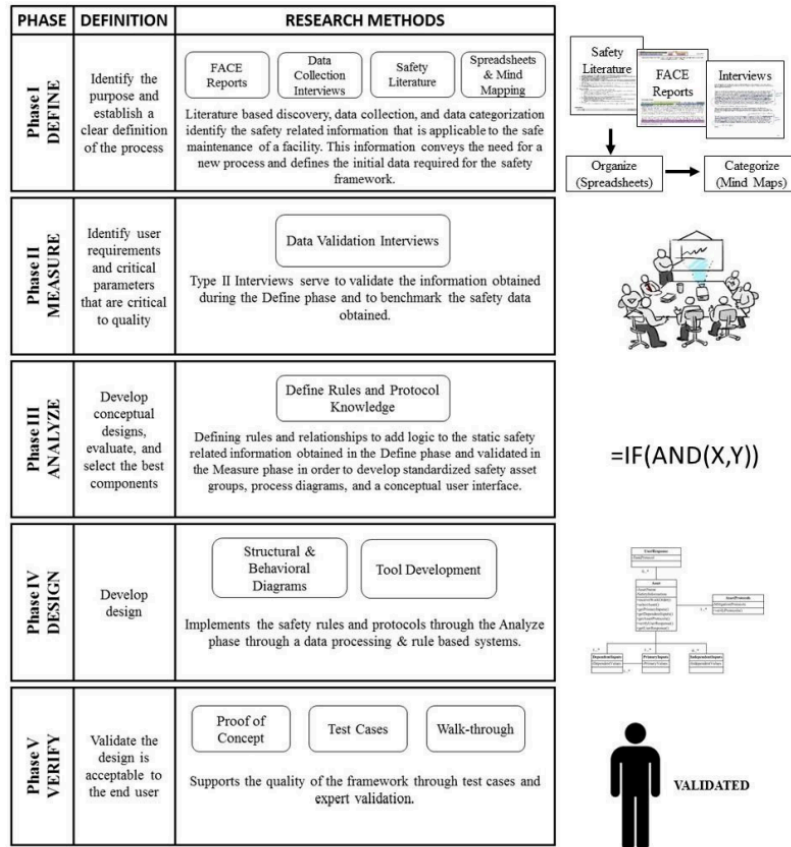 PHASE
DEFINITION
RESEARCH METHODS
Phase I
DEFINE
Identify the
purpose and
establish a
clear definition
of the process
FACE
Reports
Data
Collection
Interviews
Safety
Literature
Spreadsheets
& Mind
Mapping
Literature based discovery, data collection, and data categorization
identify the safety related information that is applicable to the safe
maintenance of a facility. This information conveys the need for a
new process and defines the initial data required for the safety
framework.
Safety
Literature
FACE
Reports
Interviews
Organize
(Spreadsheets)
Categorize
(Mind Maps)
Phase II
MEASURE
Identify user
requirements
and critical
parameters
that are critical
to quality
Data Validation Interviews
Type II Interviews serve to validate the information obtained
during the Define phase and to benchmark the safety data
obtained.
Phase III
ANALYZE
Develop
conceptual
designs,
evaluate, and
select the best
components
Define Rules and Protocol
Knowledge
Defining rules and relationships to add logic to the static safety
related information obtained in the Define phase and validated in
the Measure phase in order to develop standardized safety asset
groups, process diagrams, and a conceptual user interface.
=IF(AND(X,Y))
Phase IV
DESIGN
Develop
design
Structural &
Behavioral
Diagrams
Tool Development
Implements the safety rules and protocols through the Analyze
phase through a data processing & rule based systems.
UserResponse
Asset
AssetProtocols
DependentInputs
PrimaryInputs
IndependentInputs
Phase V
VERIFY
Validate the
design is
acceptable to
the end user
Proof of
Concept
Test Cases
Walk-through
Supports the quality of the framework through test cases and
expert validation.
VALIDATED